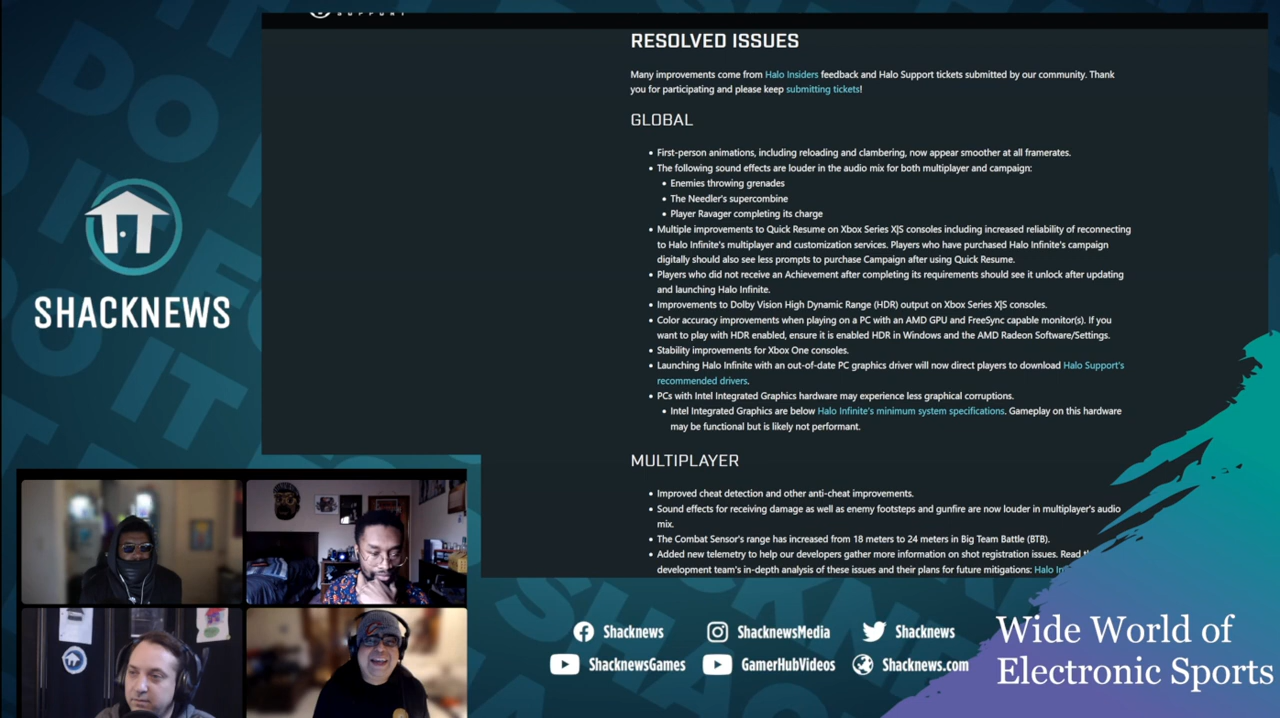 SUPPORT
RESOLVED ISSUES
Many improvements come from Halo Insiders feedback and Halo Support tickets submitted by our community. Thank
you for participating and please keep submitting tickets!
GLOBAL
• First-person animations, including reloading and clambering, now appear smoother at all framerates.
• The following sound effects are louder in the audio mix for both multiplayer and campaign:
• Enemies throwing grenades
• The Needler's supercombine
• Player Ravager completing its charge
• Multiple improvements to Quick Resume on Xbox Series X|S consoles including increased reliability of reconnecting
to Halo Infinite's multiplayer and customization services. Players who have purchased Halo Infinite's campaign
digitally should also see less prompts to purchase Campaign after using Quick Resume.
• Players who did not receive an Achievement after completing its requirements should see it unlock after updating
and launching Halo Infinite.
• Improvements to Dolby Vision High Dynamic Range (HDR) output on Xbox Series X|S consoles.
• Color accuracy improvements when playing on a PC with an AMD GPU and FreeSync capable monitor(s). If you
want to play with HDR enabled, ensure it is enabled HDR in Windows and the AMD Radeon Software/Settings.
• Stability improvements for Xbox One consoles.
• Launching Halo Infinite with an out-of-date PC graphics driver will now direct players to download Halo Support's
recommended drivers.
• PCs with Intel Integrated Graphics hardware may experience less graphical corruptions.
• Intel Integrated Graphics are below Halo Infinite's minimum system specifications. Gameplay on this hardware
may be functional but is likely not performant.
MULTIPLAYER
• Improved cheat detection and other anti-cheat improvements.
• Sound effects for receiving damage as well as enemy footsteps and gunfire are now louder in multiplayer's audio
mix.
• The Combat Sensor's range has increased from 18 meters to 24 meters in Big Team Battle (BTB).
• Added new telemetry to help our developers gather more information on shot registration issues. Read
development team's in-depth analysis of these issues and their plans for future mitigations: Halo
SHACKNEWS
Shacknews
ShacknewsMedia
Shacknews
ShacknewsGames
GamerHubVideos
Shacknews.com
Wide World of
Electronic Sports